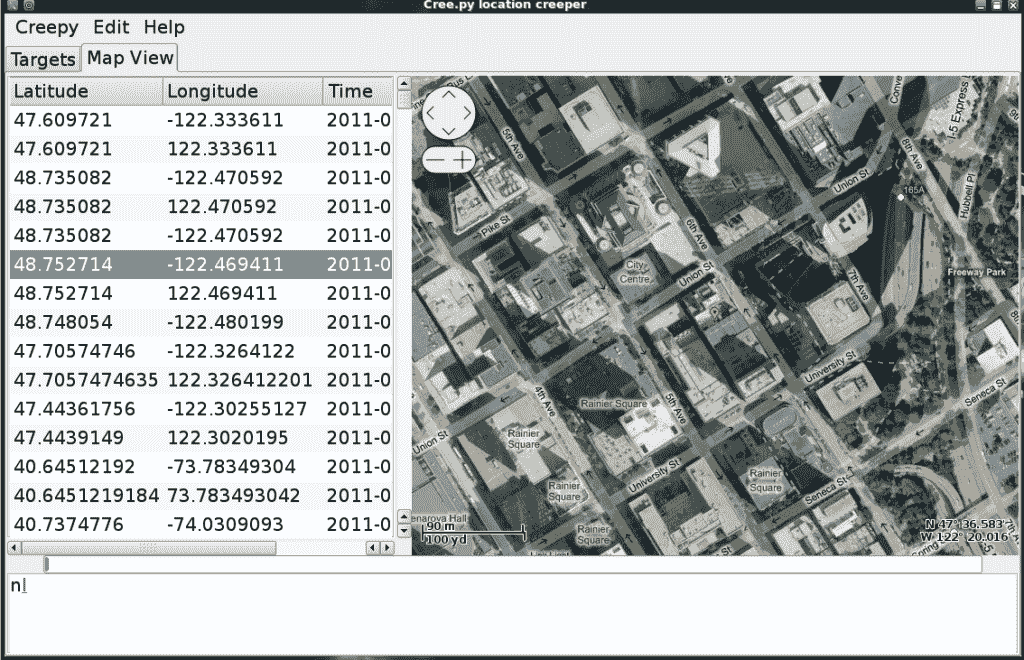 Cree.py location creeper
Creepy Edit Help
Targets Map View
Latitude Longitude Time
47.609721 -122.333611 2011-0
47.609721 122.333611 2011-0
48.735082 -122.470592 2011-0
48.735082 122.470592 2011-0
48.735082 -122.470592 2011-0
48.752714 -122.469411 2011-0
48.752714 122.469411 2011-0
48.748054 -122.480199 2011-0
47.70574746 -122.3264122 2011-0
47.7057474635 122.326412201 2011-0
47.44361756 -122.30255127 2011-0
47.4439149 122.3020195 2011-0
40.64512192 -73.78349304 2011-0
40.6451219184 73.783493042 2011-0
40.7374776 -74.0309093 2011-0
5th Ave
Conve
I-5 Express
8th Ave
Union St
165A
Hubbell Pl
Pike St
6th Ave
City
Centre
Union St
7th Ave
Freeway Park
University St
Seneca St
4th Ave
Rainier Square
5th Ave
Union St
Rainier
Square
University St
Rainier
Square
Rainier
Square
Seneca St
enaroya Hall
Rainier
Square
Spring
90 m
100 yd
N 47° 36.583'
W 122° 20.016'
n